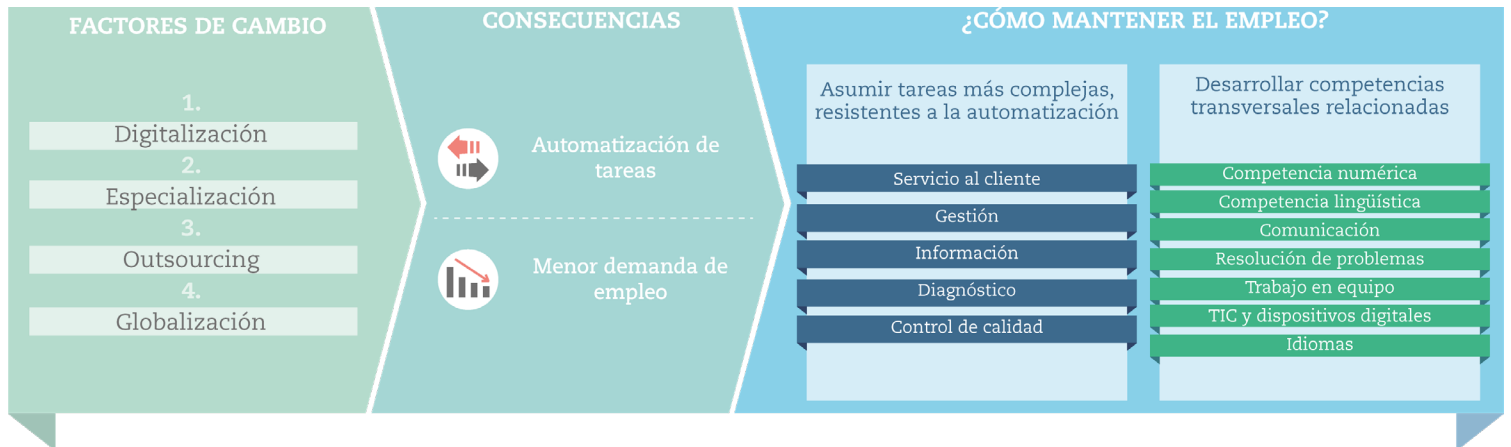 FACTORES DE CAMBIO
1.
Digitalización
2.
Especialización
3.
Outsourcing
4.
Globalización
CONSECUENCIAS
Automatización de
tareas
Menor demanda de
empleo
¿CÓMO MANTENER EL EMPLEO?
Asumir tareas más complejas,
resistentes a la automatización
Servicio al cliente
Gestión
Información
Diagnóstico
Control de calidad
Desarrollar competencias
transversales relacionadas
Competencia numérica
Competencia lingüística
Comunicación
Resolución de problemas
Trabajo en equipo
TIC y dispositivos digitales
Idiomas